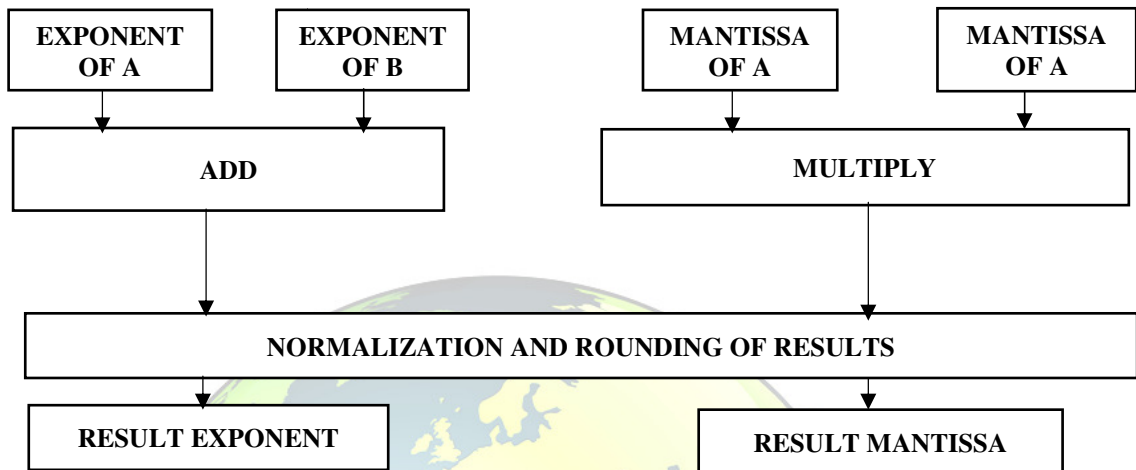 EXPONENT
OF A
EXPONENT
OF B
MANTISSA
OF A
MANTISSA
OF A
ADD
MULTIPLY
NORMALIZATION AND ROUNDING OF RESULTS
RESULT EXPONENT
RESULT MANTISSA